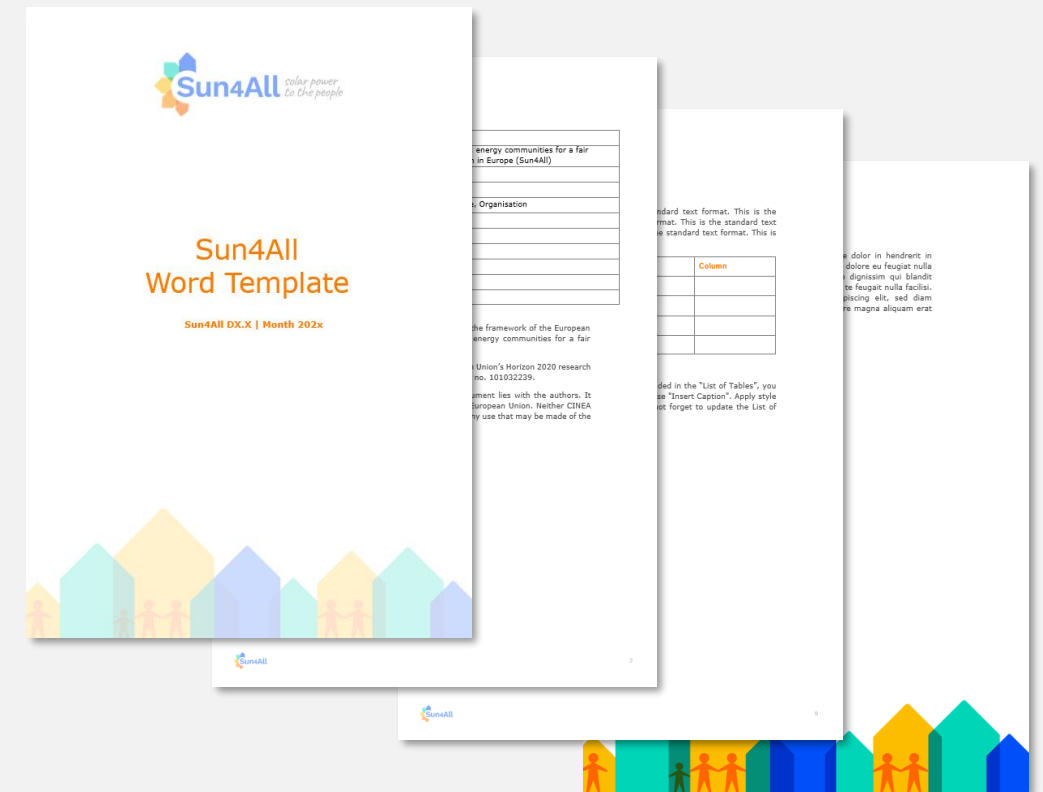 Sun4All
solar power
to the people
Sun4All
Word Template
Sun4All DX.X | Month 202x
energy communities for a fair
in Europe (Sun4All)
Organisation
the framework of the European
energy communities for a fair
Union's Horizon 2020 research
no. 101032239.
ument lies with the authors. It
European Union. Neither CINEA
ny use that may be made of the
Sun4All
2
ndard text format. This is the
rmat. This is the standard text
e standard text format. This is
Column
ded in the "List of Tables", you
se "Insert Caption". Apply style
ot forget to update the List of
Sun4All
9
e dolor in hendrerit in
dolore eu feugiat nulla
dignissim qui blandit
te feugait nulla facilisi.
piscing elit, sed diam
re magna aliquam erat